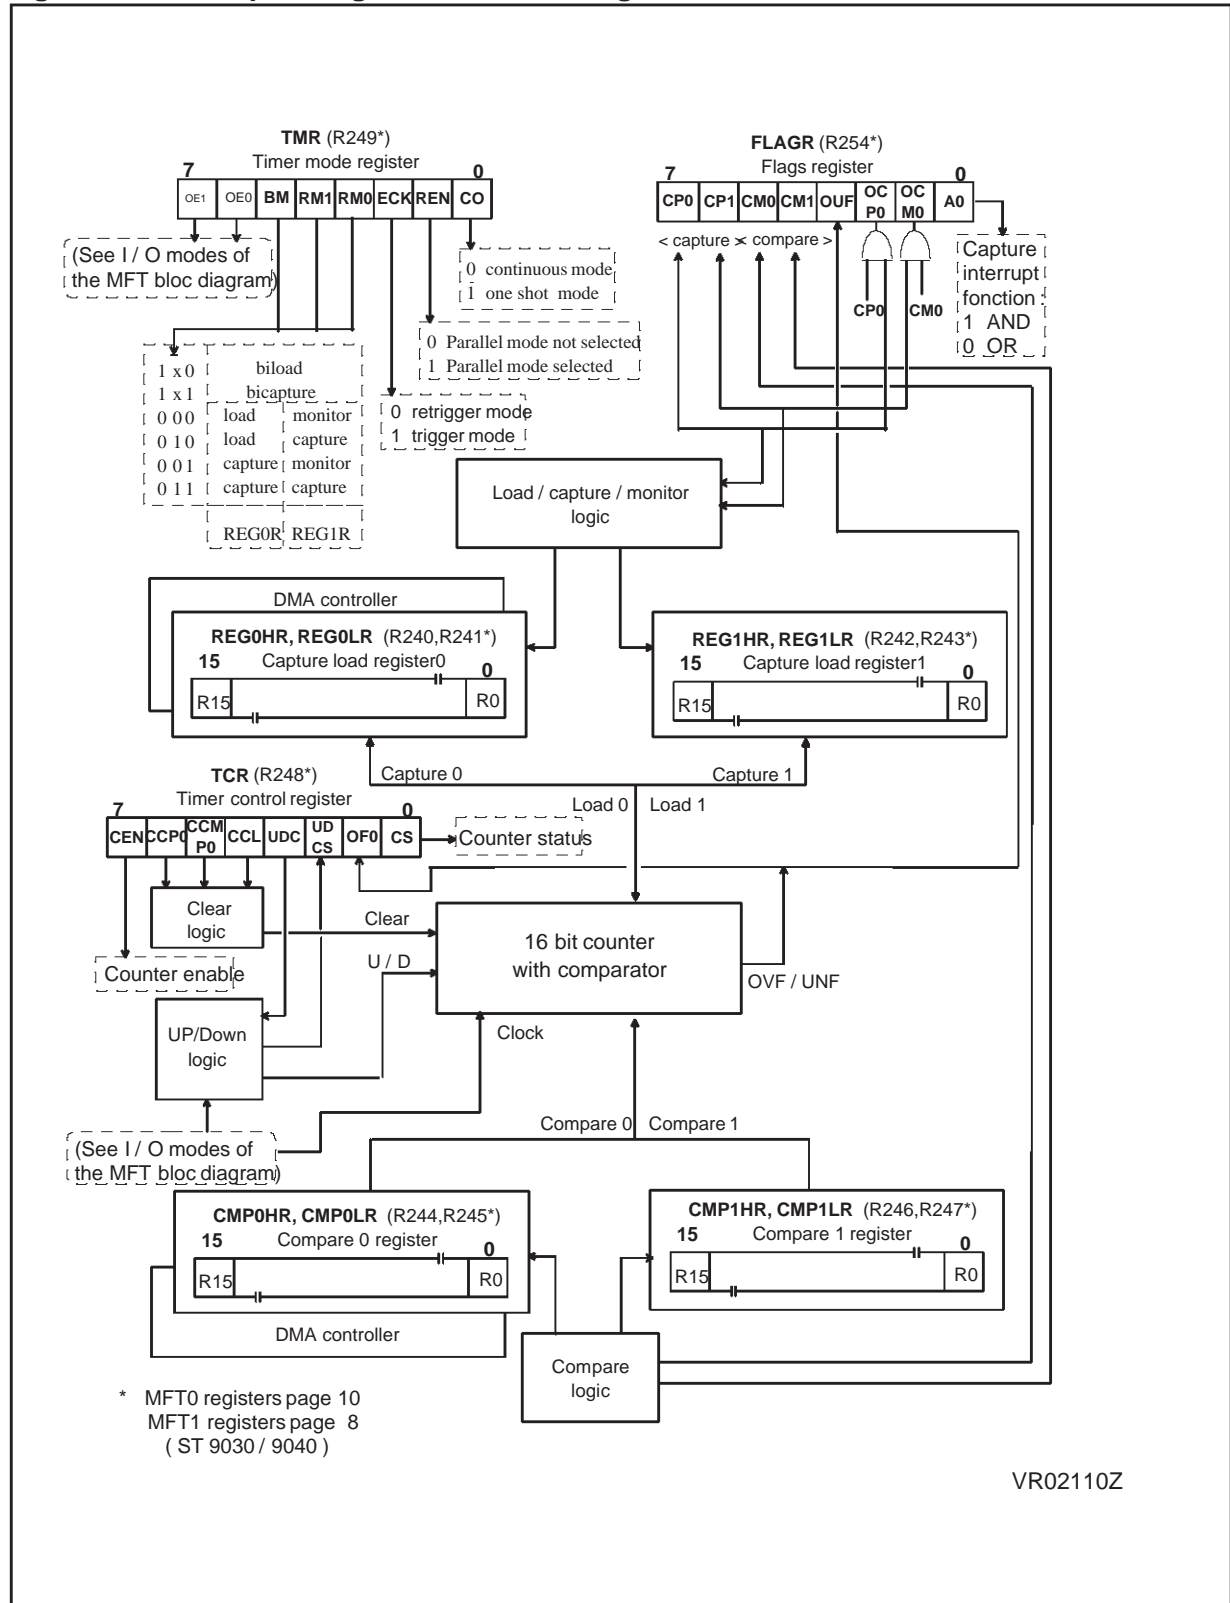 TMR (R249*)
Timer mode register
7 0
OE1 OE0 BM RM1 RM0 ECK REN CO
(See I / O modes of
the MFT bloc diagram)
0 continuous mode
1 one shot mode
0 Parallel mode not selected
1 Parallel mode selected
0 retrigger mode
1 trigger mode
1 x 0 biload
1 x 1 bicapture
0 0 0 load monitor
0 1 0 load capture
0 0 1 capture monitor
0 1 1 capture capture
REG0R REG1R
FLAGR (R254*)
Flags register
7 0
CP0 CP1 CM0 CM1 OUF OC P0 OC M0 A0
< capture >< compare >
CP0 CM0
Capture
interrupt
fonction :
1 AND
0 OR
Load / capture / monitor
logic
DMA controller
REG0HR, REG0LR (R240,R241*)
15 Capture load register0 0
R15 R0
REG1HR, REG1LR (R242,R243*)
15 Capture load register1 0
R15 R0
Capture 0 Capture 1
Load 0 Load 1
TCR (R248*)
Timer control register
7 0
CEN CCP0 CCM P0 CCL UDC UD CS OF0 CS
Counter status
Clear
logic
Clear
Counter enable
U / D
16 bit counter
with comparator
OVF / UNF
UP/Down
logic
Clock
(See I / O modes of
the MFT bloc diagram)
Compare 0 Compare 1
CMP0HR, CMP0LR (R244,R245*)
15 Compare 0 register 0
R15 R0
DMA controller
CMP1HR, CMP1LR (R246,R247*)
15 Compare 1 register 0
R15 R0
Compare
logic
* MFT0 registers page 10
MFT1 registers page 8
( ST 9030 / 9040 )
VR02110Z